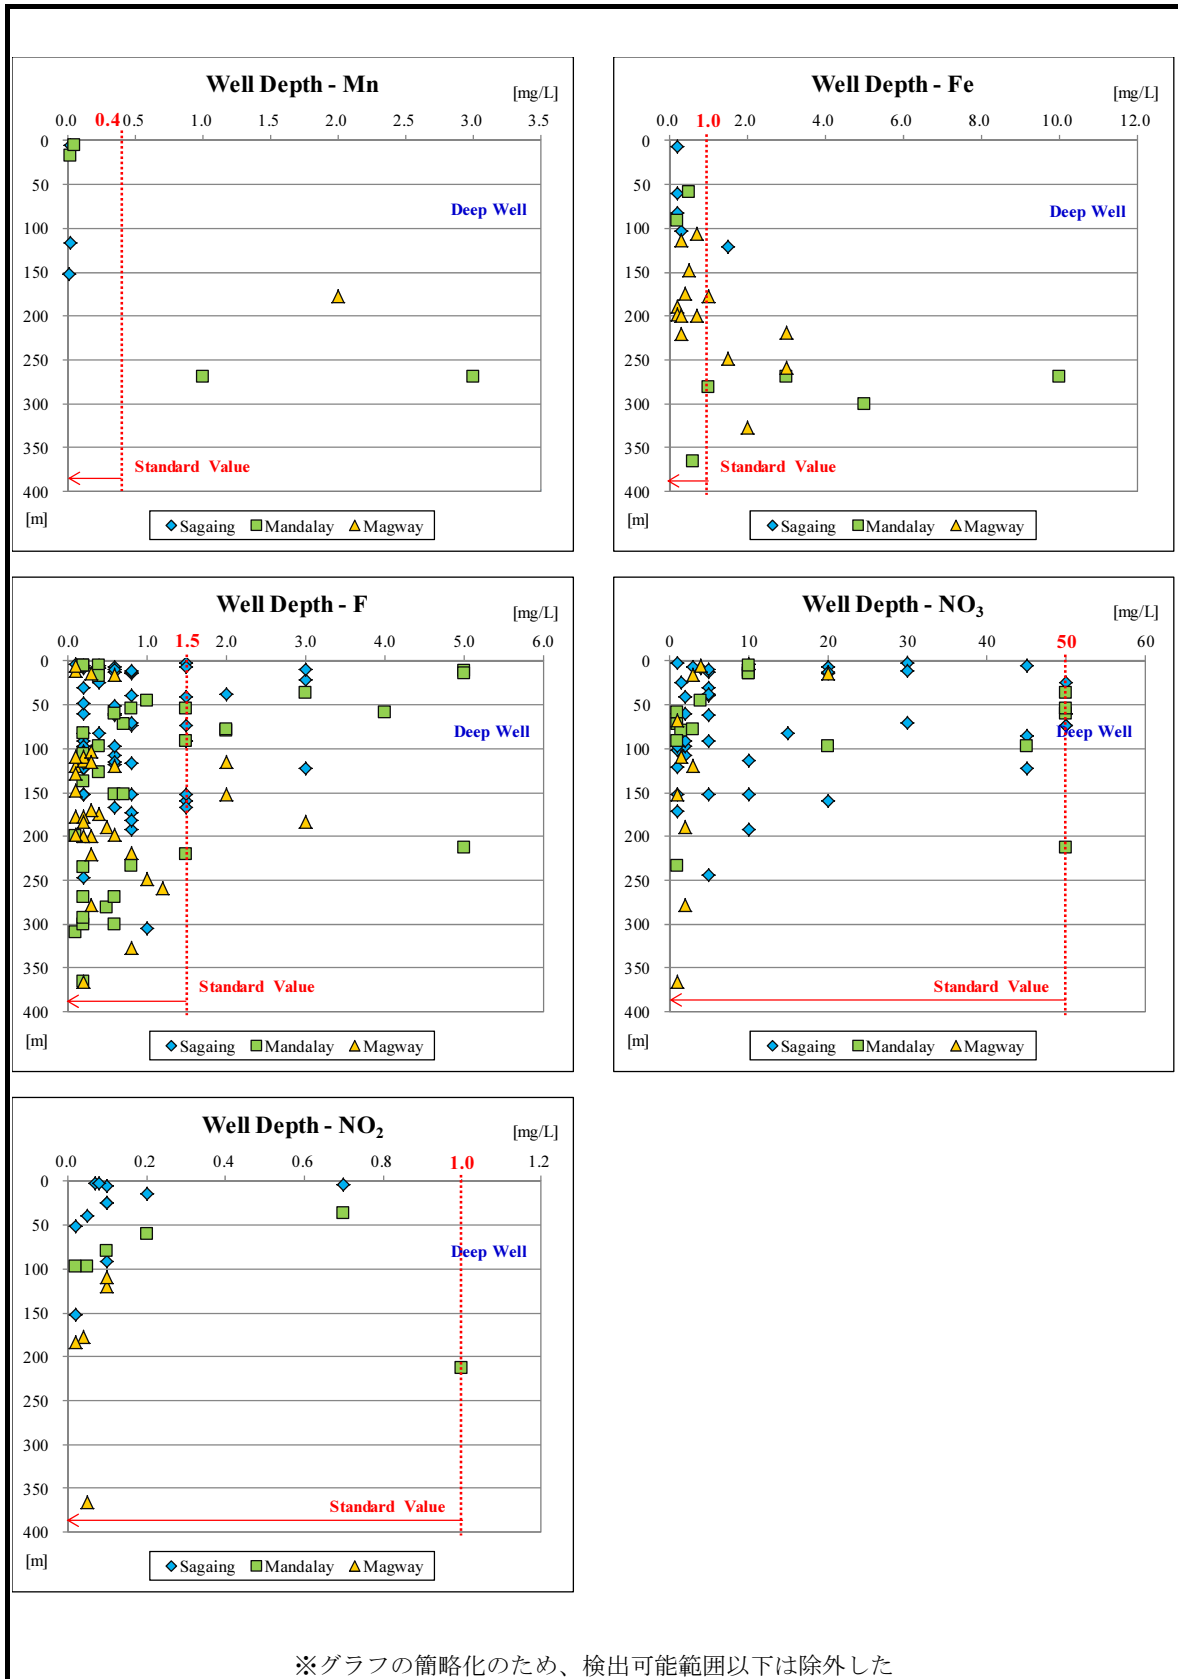 Well Depth - Mn
[mg/L]
0.0 0.4 0.5 1.0 1.5 2.0 2.5 3.0 3.5
0
50
Deep Well
100
150
200
250
300
350
Standard Value
400
[m]
Sagaing Mandalay Magway
Well Depth - Fe
[mg/L]
0.0 1.0 2.0 4.0 6.0 8.0 10.0 12.0
0
50
Deep Well
100
150
200
250
300
350
Standard Value
400
[m]
Sagaing Mandalay Magway
Well Depth - F
[mg/L]
0.0 1.0 1.5 2.0 3.0 4.0 5.0 6.0
0
50
Deep Well
100
150
200
250
300
350
Standard Value
400
[m]
Sagaing Mandalay Magway
Well Depth - NO₃
[mg/L]
0 10 20 30 40 50 60
0
50
Deep Well
100
150
200
250
300
350
Standard Value
400
[m]
Sagaing Mandalay Magway
Well Depth - NO₂
[mg/L]
0.0 0.2 0.4 0.6 0.8 1.0 1.2
0
50
Deep Well
100
150
200
250
300
350
Standard Value
400
[m]
Sagaing Mandalay Magway
※グラフの簡略化のため、検出可能範囲以下は除外した